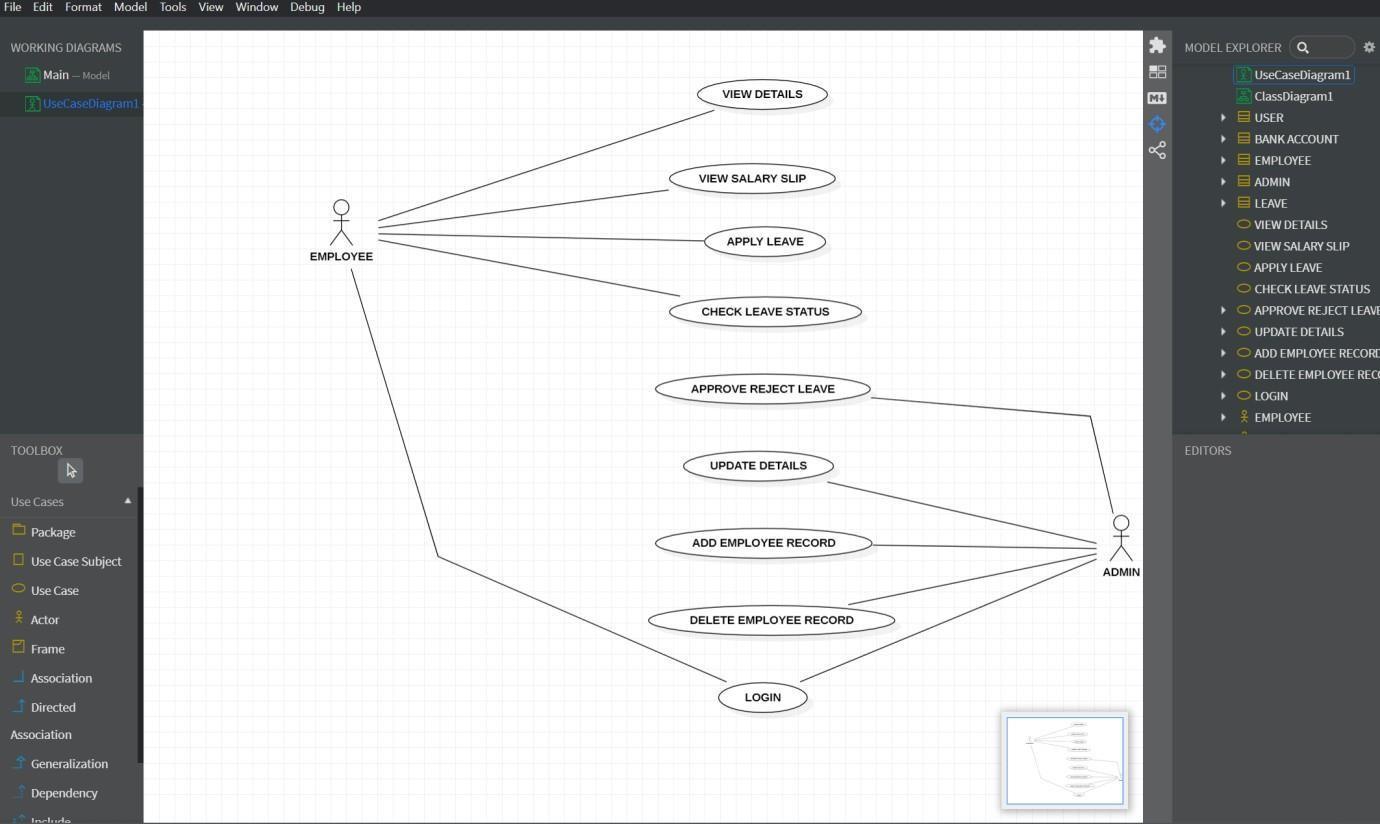 File Edit Format Model Tools View Window Debug Help
WORKING DIAGRAMS
Main — Model
UseCaseDiagram1
TOOLBOX
Use Cases
Package
Use Case Subject
Use Case
Actor
Frame
Association
Directed
Association
Generalization
Dependency
Include
VIEW DETAILS
VIEW SALARY SLIP
APPLY LEAVE
EMPLOYEE
CHECK LEAVE STATUS
APPROVE REJECT LEAVE
UPDATE DETAILS
ADD EMPLOYEE RECORD
ADMIN
DELETE EMPLOYEE RECORD
LOGIN
MODEL EXPLORER
UseCaseDiagram1
ClassDiagram1
USER
BANK ACCOUNT
EMPLOYEE
ADMIN
LEAVE
VIEW DETAILS
VIEW SALARY SLIP
APPLY LEAVE
CHECK LEAVE STATUS
APPROVE REJECT LEAVE
UPDATE DETAILS
ADD EMPLOYEE RECORD
DELETE EMPLOYEE RECO
LOGIN
EMPLOYEE
EDITORS